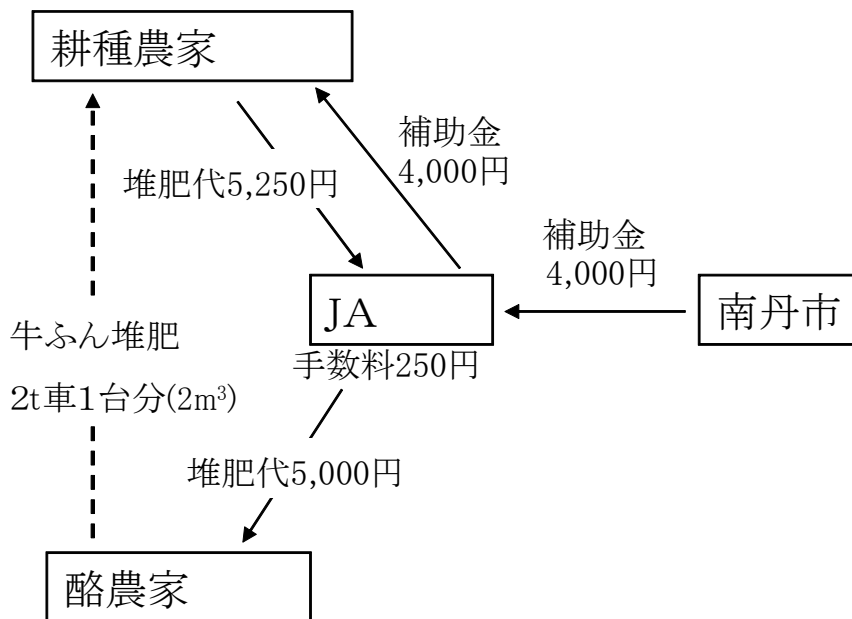 耕種農家
補助金
4,000円
堆肥代5,250円
補助金
4,000円
JA
南丹市
牛ふん堆肥
手数料250円
2t車1台分(2m³)
堆肥代5,000円
酪農家